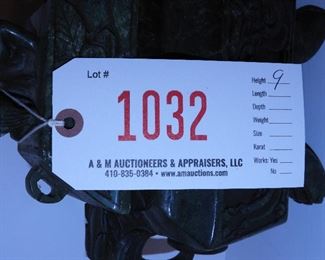 Lot #
1032
A & M AUCTIONEERS & APPRAISERS, LLC
410-835-0384 • www.amauctions.com
Height 9
Length
Depth
Weight
Size
Karat
Works: Yes
No